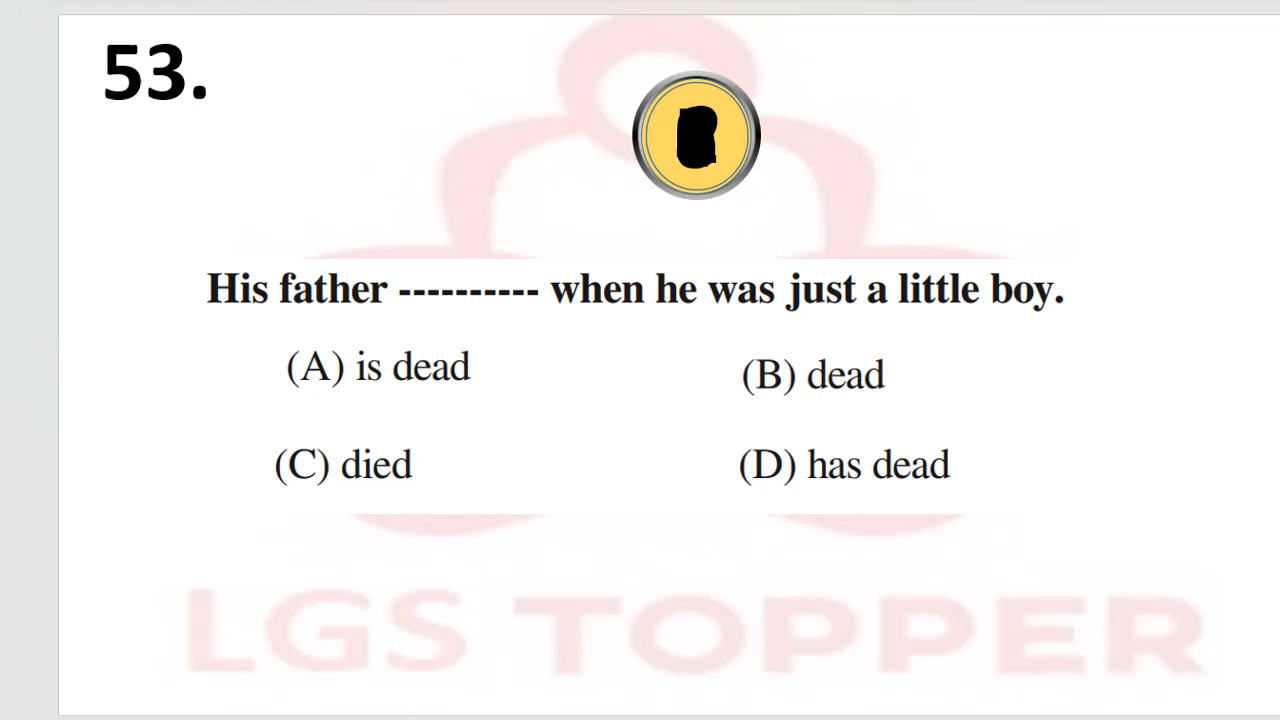 53.
His father ---------- when he was just a little boy.
(A) is dead
(B) dead
(C) died
(D) has dead
LGS TOPPER